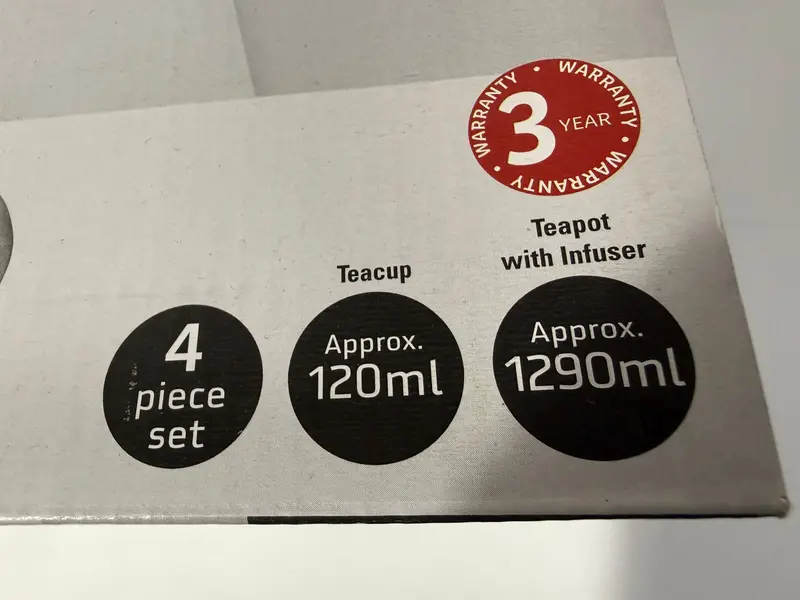 WARRANTY • WARRANTY • WARRANTY •
3 YEAR
Teapot
with Infuser
Approx.
1290ml
Teacup
Approx.
120ml
4
piece
set